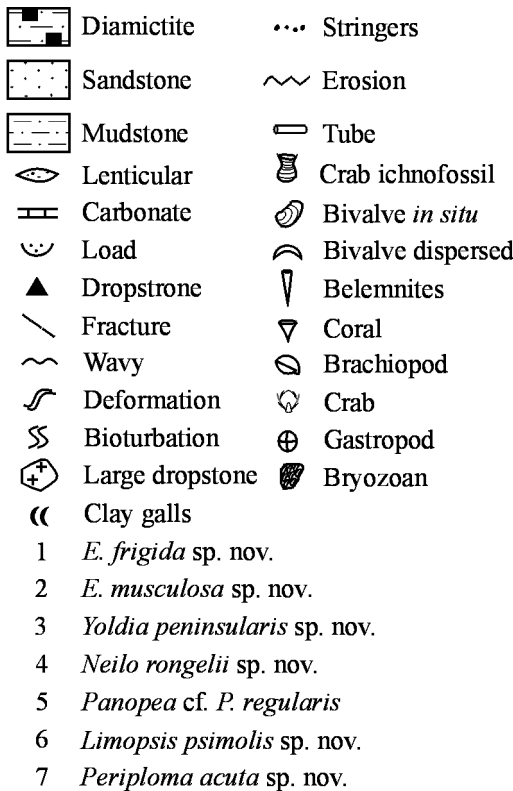 Diamictite Stringers
Sandstone Erosion
Mudstone Tube
Lenticular Crab ichnofossil
Carbonate Bivalve in situ
Load Bivalve dispersed
Dropstrone Belemnites
Fracture Coral
Wavy Brachiopod
Deformation Crab
Bioturbation Gastropod
Large dropstone Bryozoan
Clay galls
1 E. frigida sp. nov.
2 E. musculosa sp. nov.
3 Yoldia peninsularis sp. nov.
4 Neilo rongelii sp. nov.
5 Panopea cf. P. regularis
6 Limopsis psimolis sp. nov.
7 Periploma acuta sp. nov.